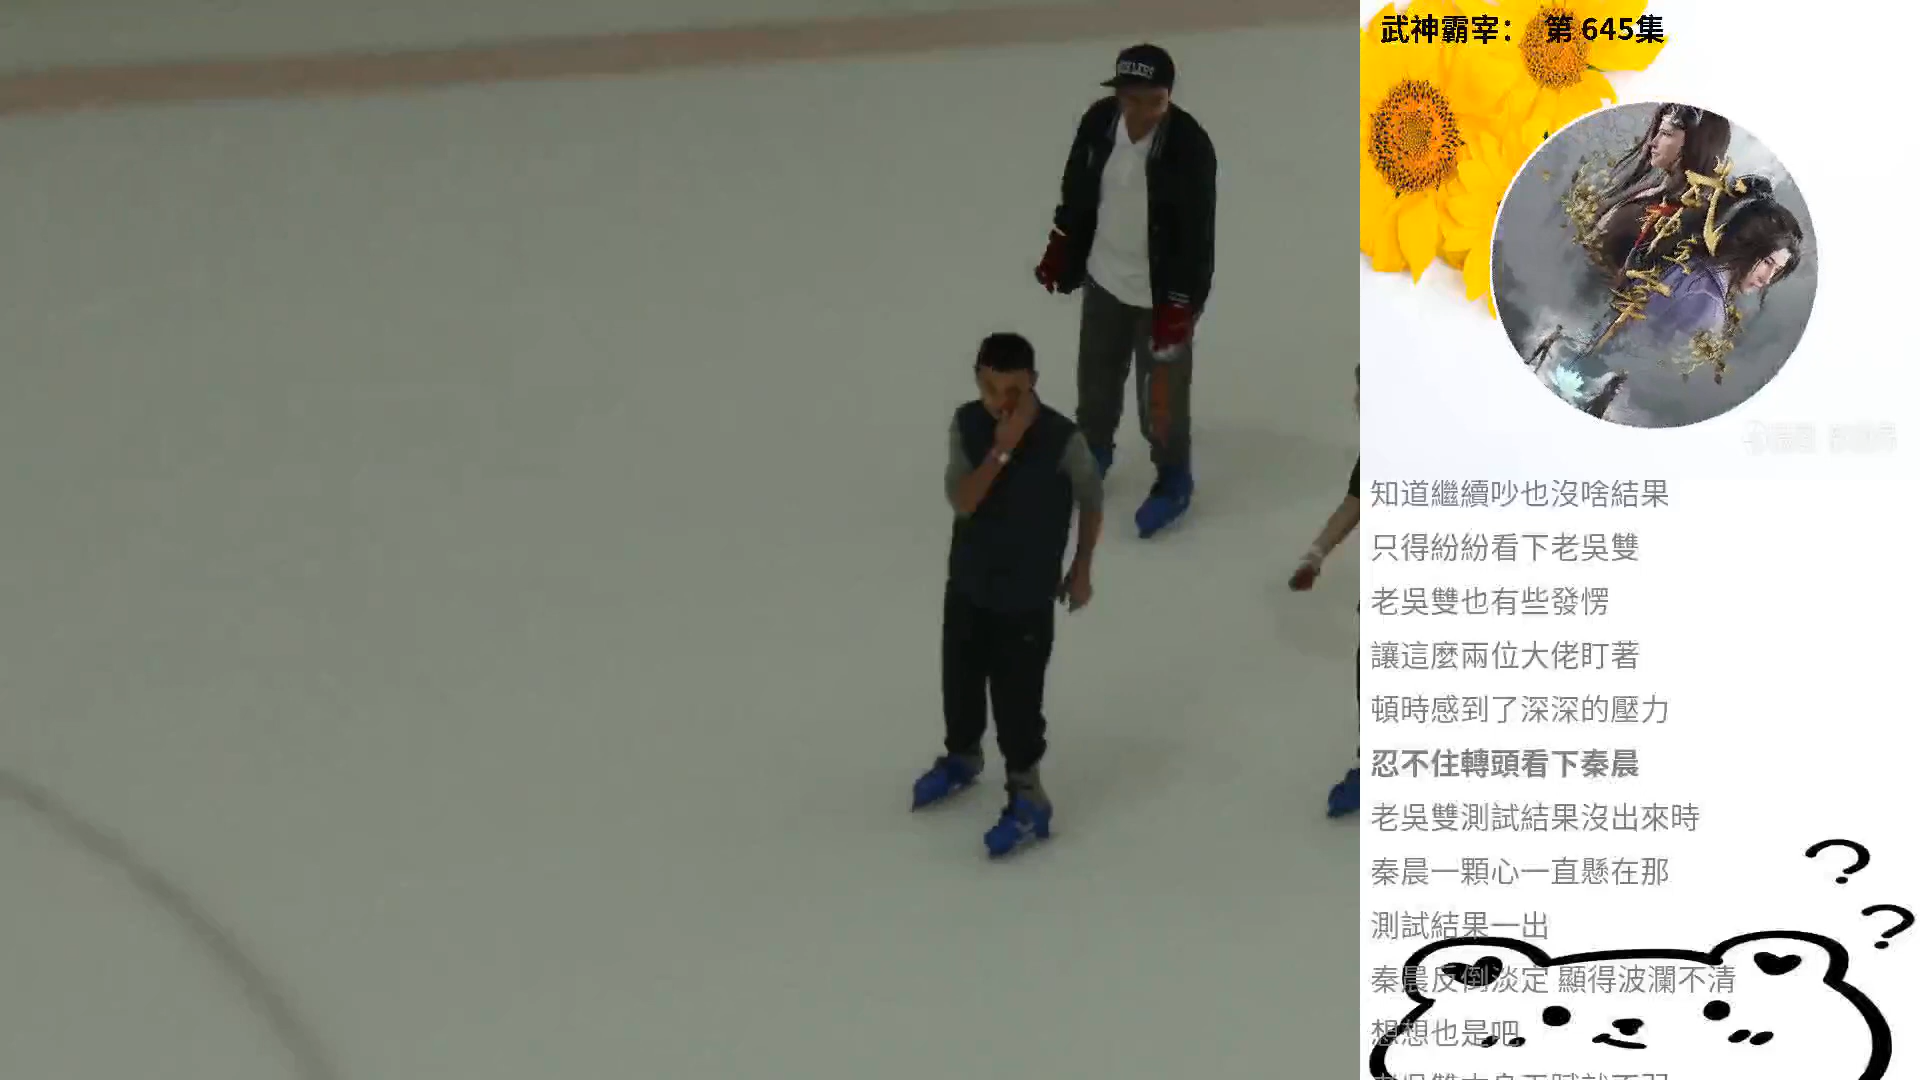 武神霸宰： 第 645集
武神主宰
知道繼續吵也沒啥結果
只得紛紛看下老吳雙
老吳雙也有些發愣
讓這麼兩位大佬盯著
頓時感到了深深的壓力
忍不住轉頭看下秦晨
老吳雙測試結果沒出來時
秦晨一顆心一直懸在那
測試結果一出
秦晨反倒淡定 顯得波瀾不清
想想也是吧